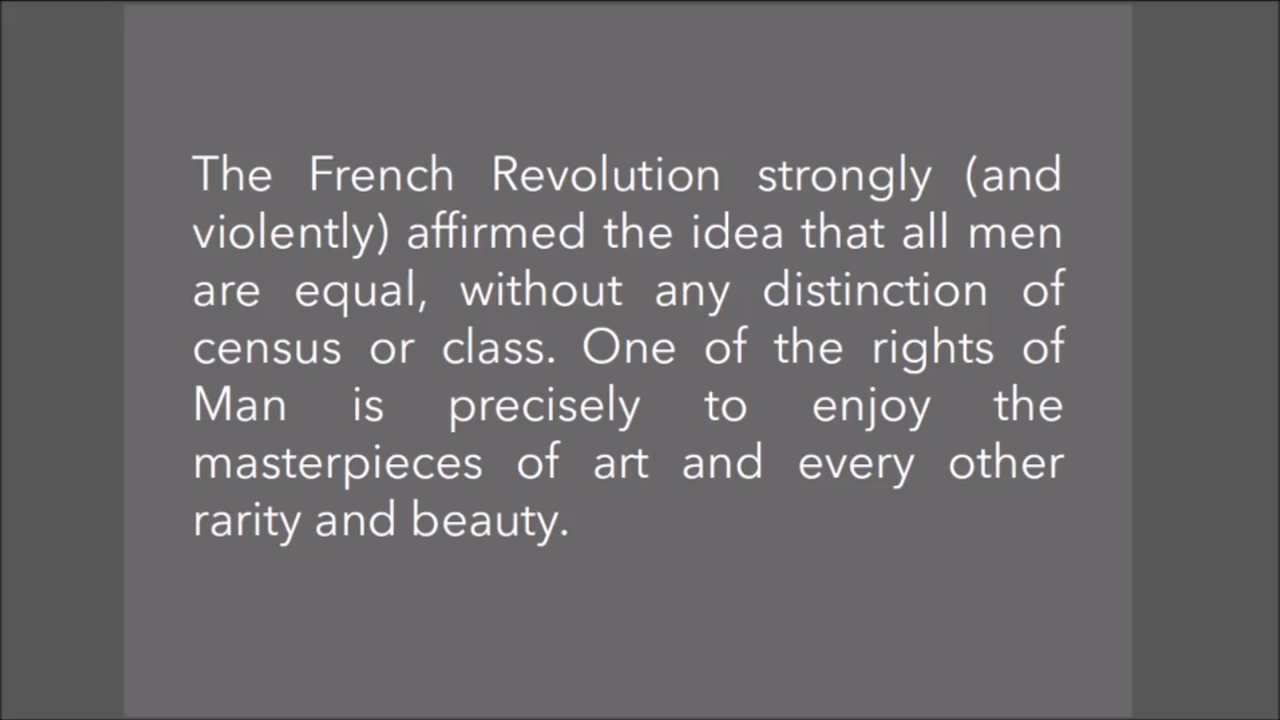 The French Revolution strongly (and
violently) affirmed the idea that all men
are equal, without any distinction of
census or class. One of the rights of
Man is precisely to enjoy the
masterpieces of art and every other
rarity and beauty.